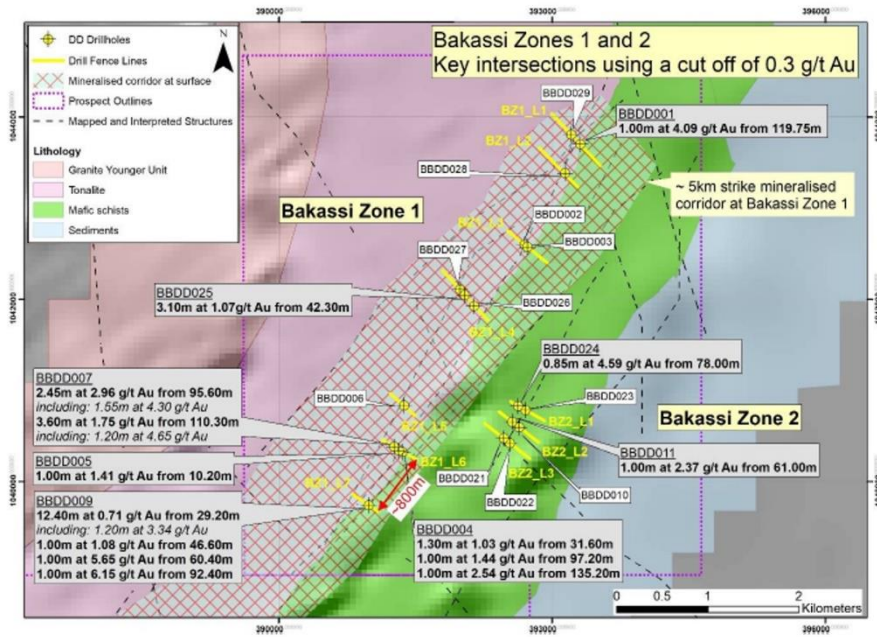 390000
393000
396000
Bakassi Zones 1 and 2
Key intersections using a cut off of 0.3 g/t Au
DD Drillholes
Drill Fence Lines
Mineralised corridor at surface
Prospect Outlines
Mapped and Interpreted Structures
Lithology
Granite Younger Unit
Tonalite
Mafic schists
Sediments
N
1044000
1044000
BBDD029
BZ1_L1
BBDD001
1.00m at 4.09 g/t Au from 119.75m
BZ1_L2
BBDD028
~ 5km strike mineralised
corridor at Bakassi Zone 1
Bakassi Zone 1
BBDD002
BZ1_L3
BBDD003
BBDD027
1042000
BBDD025
3.10m at 1.07g/t Au from 42.30m
BBDD026
BZ1_L4
BBDD024
0.85m at 4.59 g/t Au from 78.00m
BBDD007
2.45m at 2.96 g/t Au from 95.60m
including: 1.55m at 4.30 g/t Au
3.60m at 1.75 g/t Au from 110.30m
including: 1.20m at 4.65 g/t Au
BBDD006
BZ1_L5
BBDD023
BZ2_L1
Bakassi Zone 2
BZ2_L2
BBDD011
1.00m at 2.37 g/t Au from 61.00m
BBDD005
1.00m at 1.41 g/t Au from 10.20m
BZ1_L6
BBDD021
BZ2_L3
BBDD022
BBDD010
1040000
BZ1_L7
~800m
BBDD009
12.40m at 0.71 g/t Au from 29.20m
including: 1.20m at 3.34 g/t Au
1.00m at 1.08 g/t Au from 46.60m
1.00m at 5.65 g/t Au from 60.40m
1.00m at 6.15 g/t Au from 92.40m
BBDD004
1.30m at 1.03 g/t Au from 31.60m
1.00m at 1.44 g/t Au from 97.20m
1.00m at 2.54 g/t Au from 135.20m
0 0.5 1 2
Kilometers
390000
393000
396000